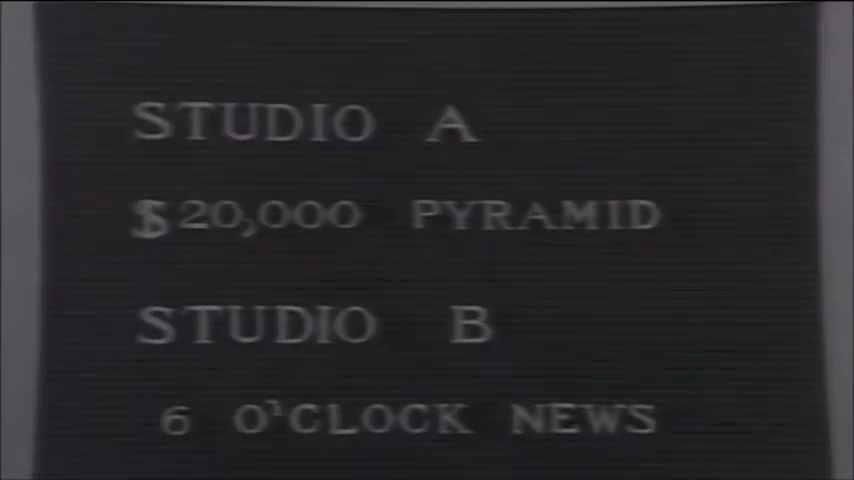 STUDIO A
$20,000 PYRAMID
STUDIO B
6 O'CLOCK NEWS